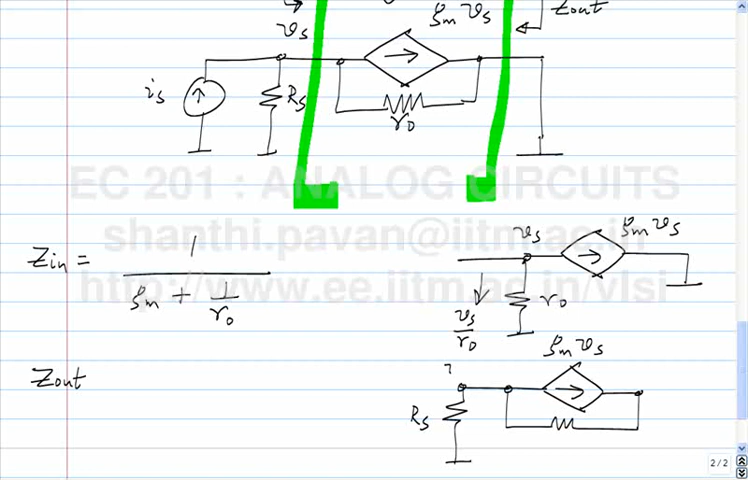 vs gm vs Zout
is Rs
ro
EC 201 : ANALOG CIRCUITS
shanthi.pavan@iitmac.in
http://www.ee.iitm.ac.in/vlsi
Zin = 1 / (gm + 1/ro)
vs gm vs
ro
vs/ro
gm vs
Zout
Rs
2 / 2